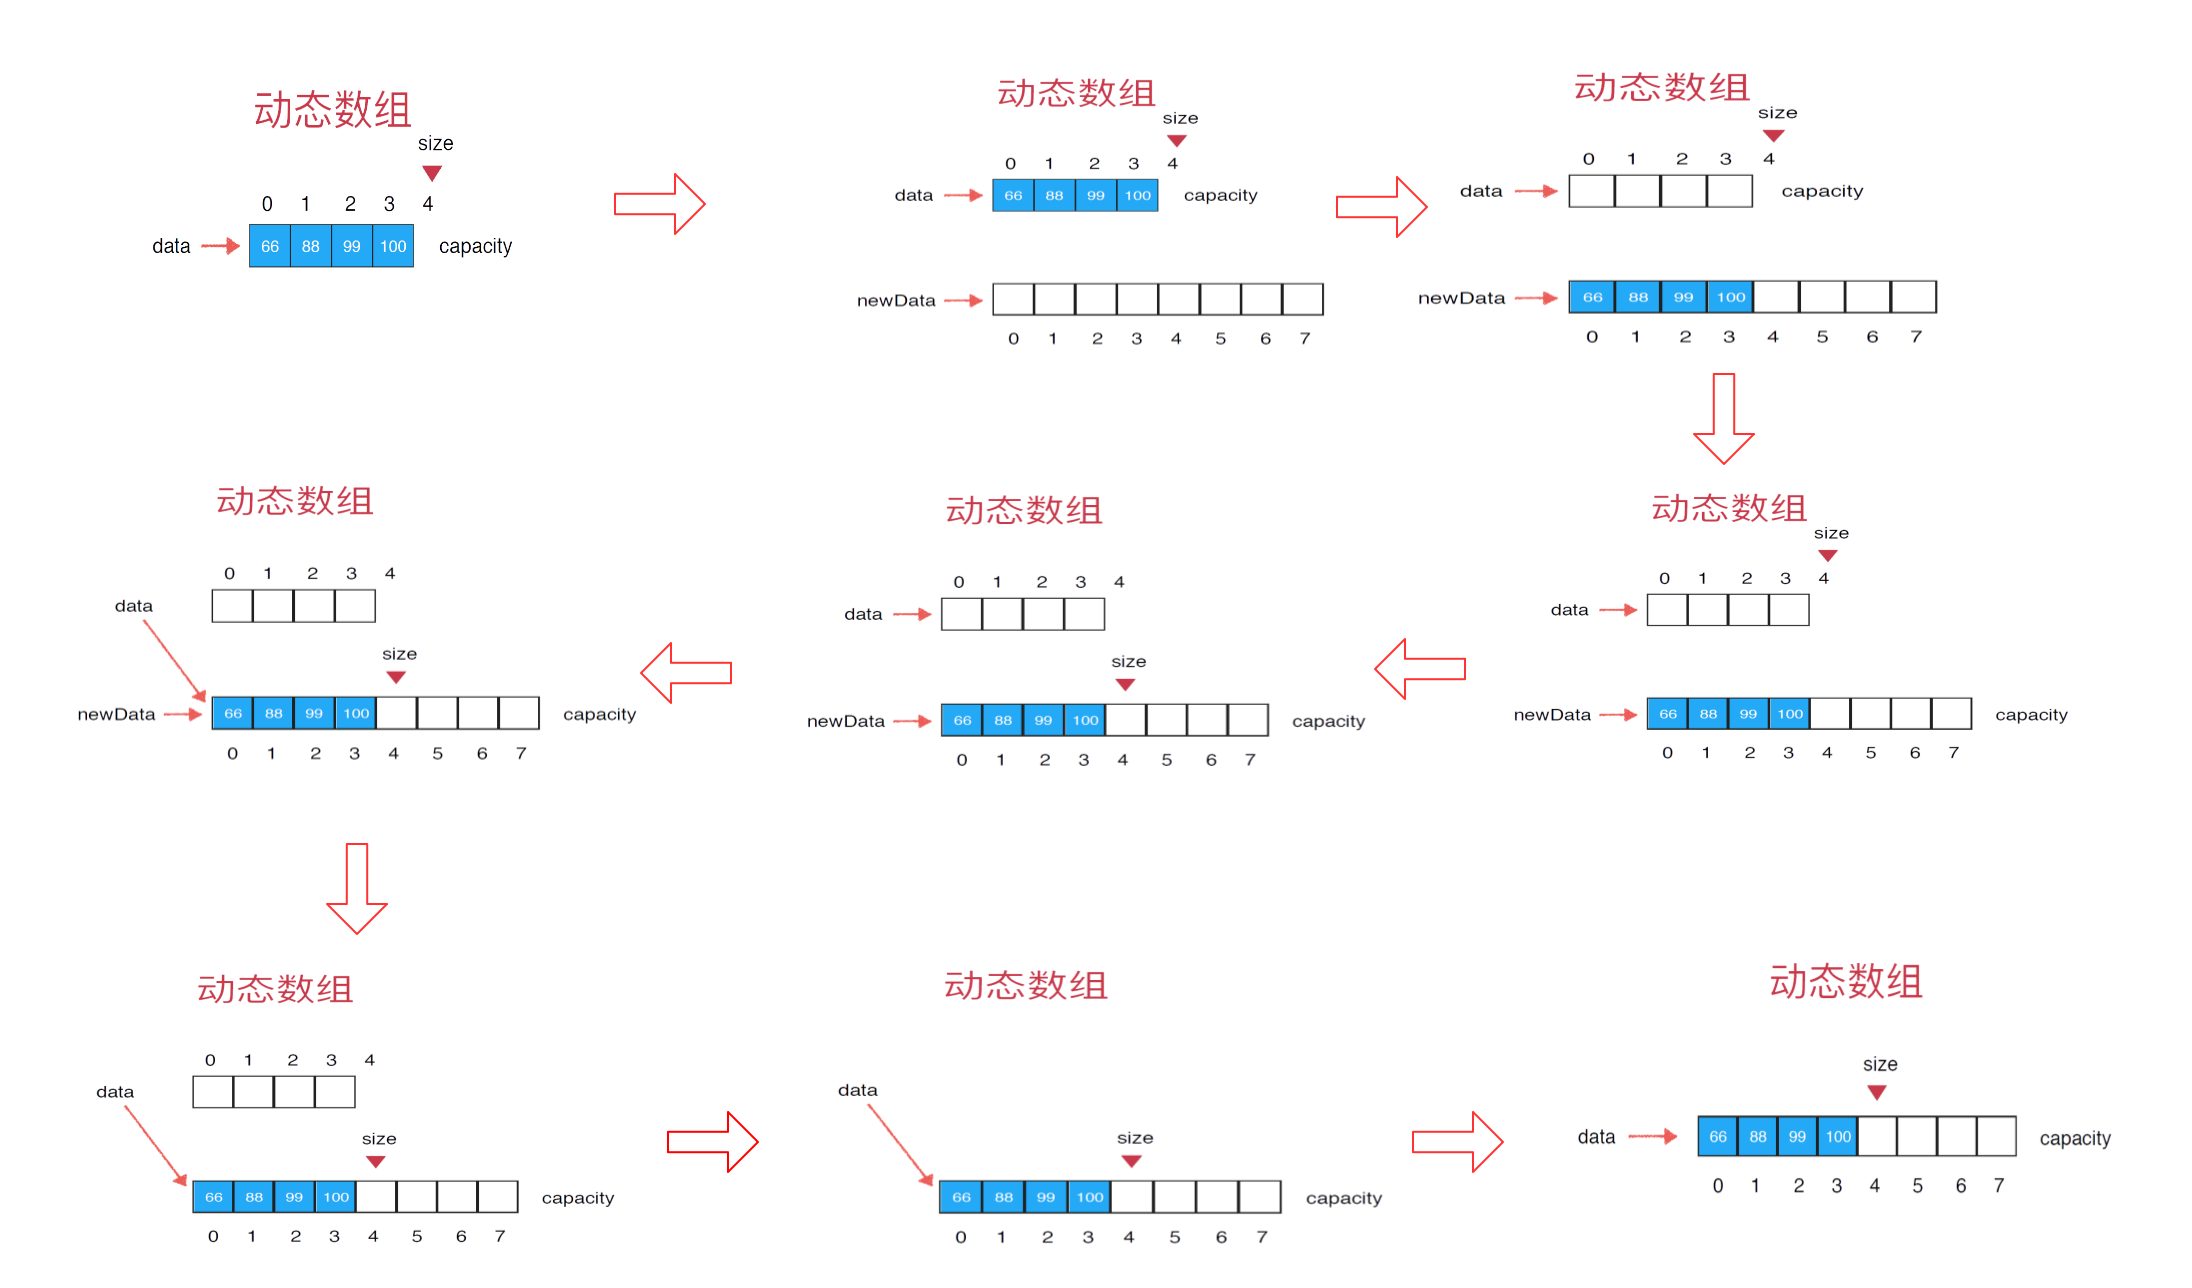 动态数组
size
0 1 2 3 4
data 66 88 99 100 capacity
动态数组
size
0 1 2 3 4
data 66 88 99 100 capacity
newData
0 1 2 3 4 5 6 7
动态数组
size
0 1 2 3 4
data capacity
newData 66 88 99 100
0 1 2 3 4 5 6 7
动态数组
size
0 1 2 3 4
data
newData 66 88 99 100 capacity
0 1 2 3 4 5 6 7
动态数组
0 1 2 3 4
data
size
newData 66 88 99 100 capacity
0 1 2 3 4 5 6 7
动态数组
0 1 2 3 4
data
size
newData 66 88 99 100 capacity
0 1 2 3 4 5 6 7
动态数组
0 1 2 3 4
data
size
66 88 99 100 capacity
0 1 2 3 4 5 6 7
动态数组
data
size
66 88 99 100 capacity
0 1 2 3 4 5 6 7
动态数组
size
data 66 88 99 100 capacity
0 1 2 3 4 5 6 7